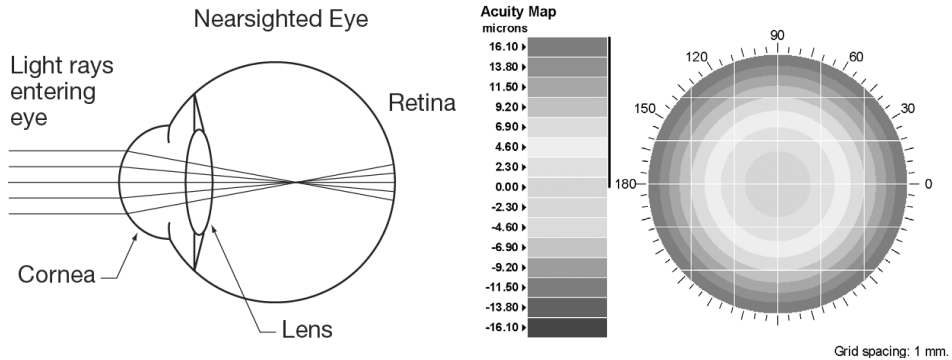 Nearsighted Eye
Light rays
entering
eye
Retina
Cornea
Lens
Acuity Map
microns
16.10
13.80
11.50
9.20
6.90
4.60
2.30
0.00
-2.30
-4.60
-6.90
-9.20
-11.50
-13.80
-16.10
90
120
60
150
30
180
0
Grid spacing: 1 mm.